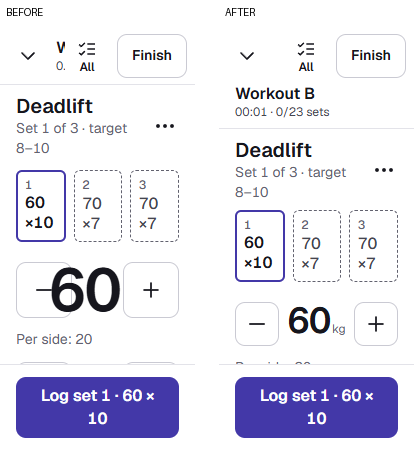 BEFORE
W
0.
All
Finish
Deadlift
Set 1 of 3 · target
8–10
1
60
×10
2
70
×7
3
70
×7
— 60 +
Per side: 20
Log set 1 · 60 ×
10
AFTER
All
Finish
Workout B
00:01 · 0/23 sets
Deadlift
Set 1 of 3 · target
8–10
1
60
×10
2
70
×7
3
70
×7
— 60 kg +
Log set 1 · 60 ×
10